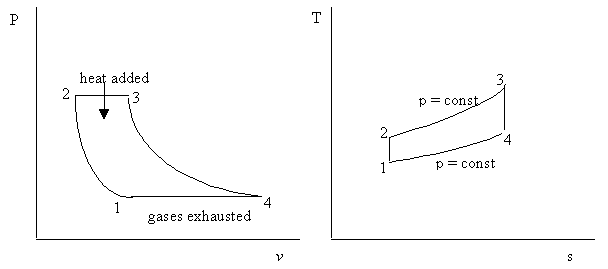 P
heat added
2
3
1
4
gases exhausted
v
T
3
p = const
2
4
1
p = const
s